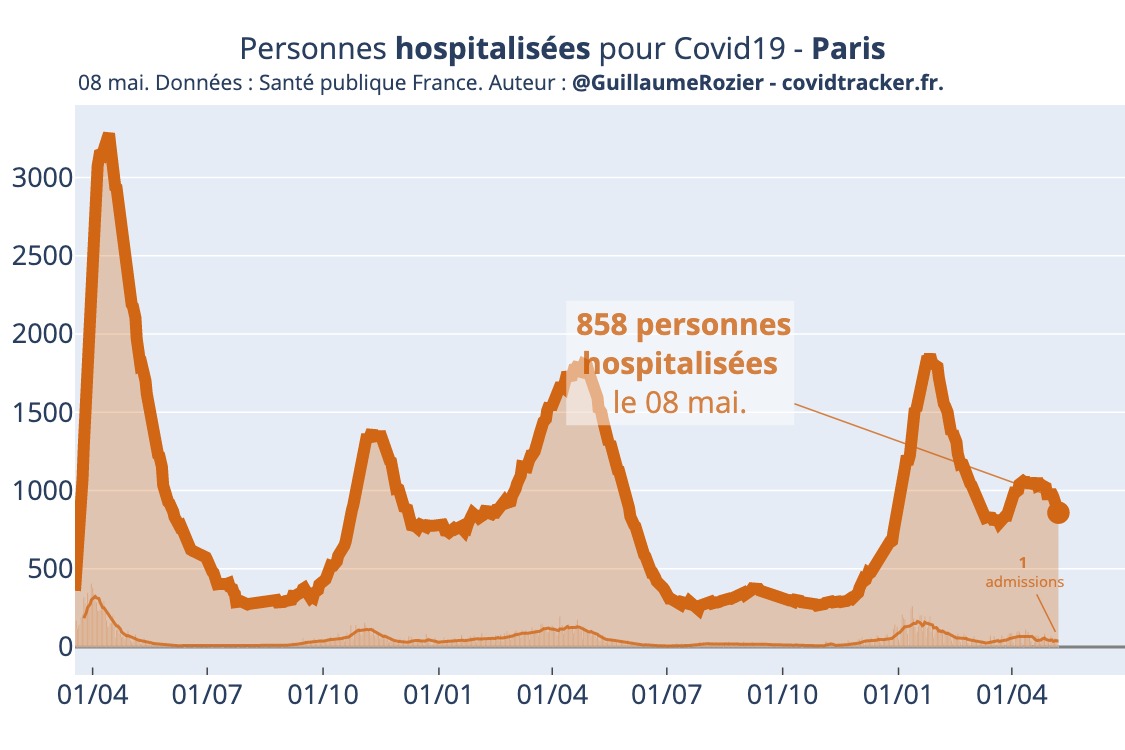 Personnes hospitalisées pour Covid19 - Paris
08 mai. Données : Santé publique France. Auteur : @GuillaumeRozier - covidtracker.fr.
3000
2500
2000
1500
1000
500
0
858 personnes
hospitalisées
le 08 mai.
1
admissions
01/04 01/07 01/10 01/01 01/04 01/07 01/10 01/01 01/04